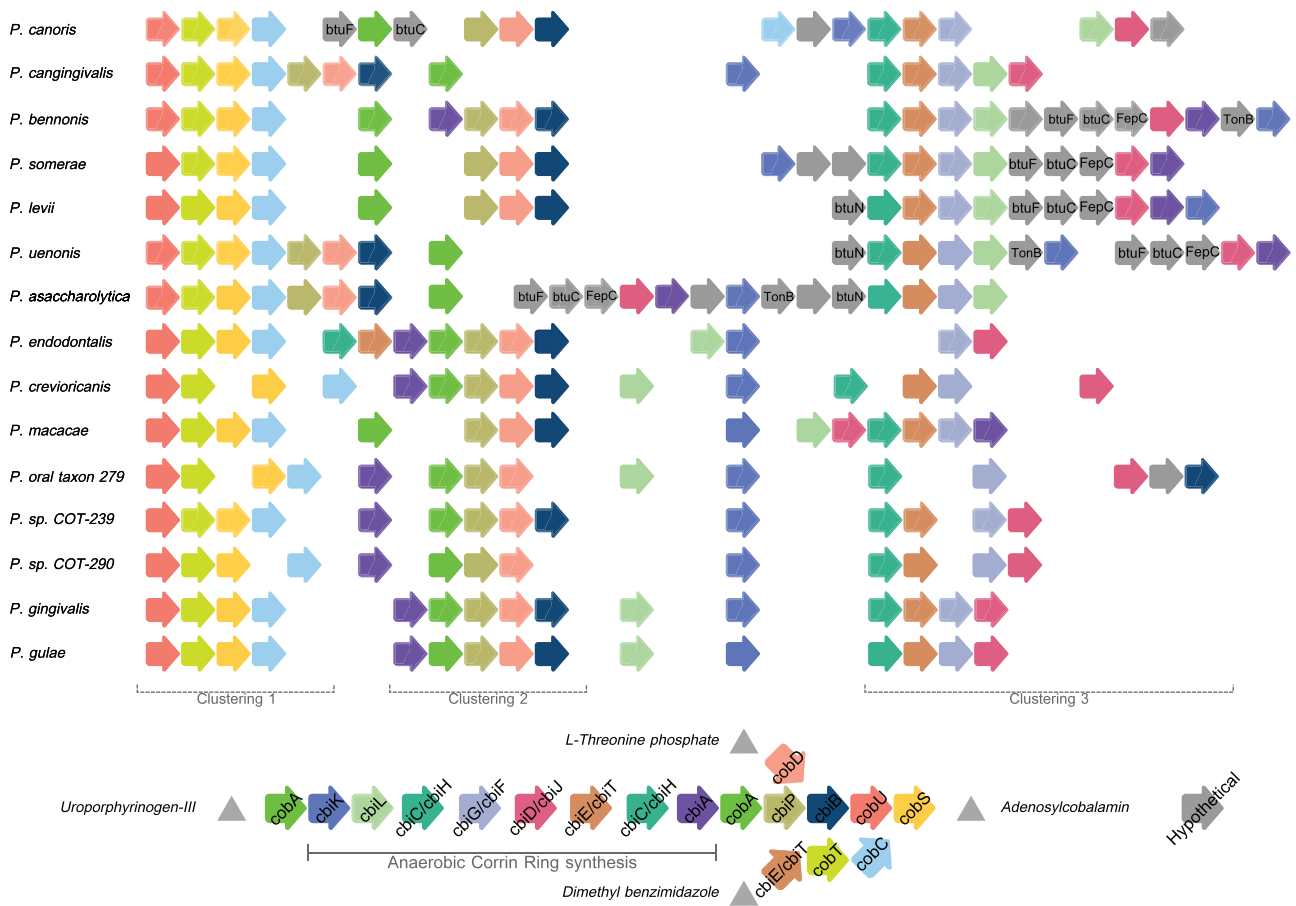 P. canoris
btuF
btuC
P. cangingivalis
P. bennonis
btuF
btuC
FepC
TonB
P. somerae
btuF
btuC
FepC
P. levii
btuN
btuF
btuC
FepC
P. uenonis
btuN
TonB
btuF
btuC
FepC
P. asaccharolytica
btuF
btuC
FepC
TonB
btuN
P. endodontalis
P. crevioricanis
P. macacae
P. oral taxon 279
P. sp. COT-239
P. sp. COT-290
P. gingivalis
P. gulae
Clustering 1
Clustering 2
Clustering 3
L-Threonine phosphate
cobD
Uroporphyrinogen-III
cobA
cbiK
cbiL
cbiC/cbiH
cbiG/cbiF
cbiD/cbiJ
cbiE/cbiT
cbiC/cbiH
cbiA
cobA
cbiP
cbiB
cobU
cobS
Adenosylcobalamin
Hypothetical
Anaerobic Corrin Ring synthesis
cbiE/cbiT
cobT
cobC
Dimethyl benzimidazole